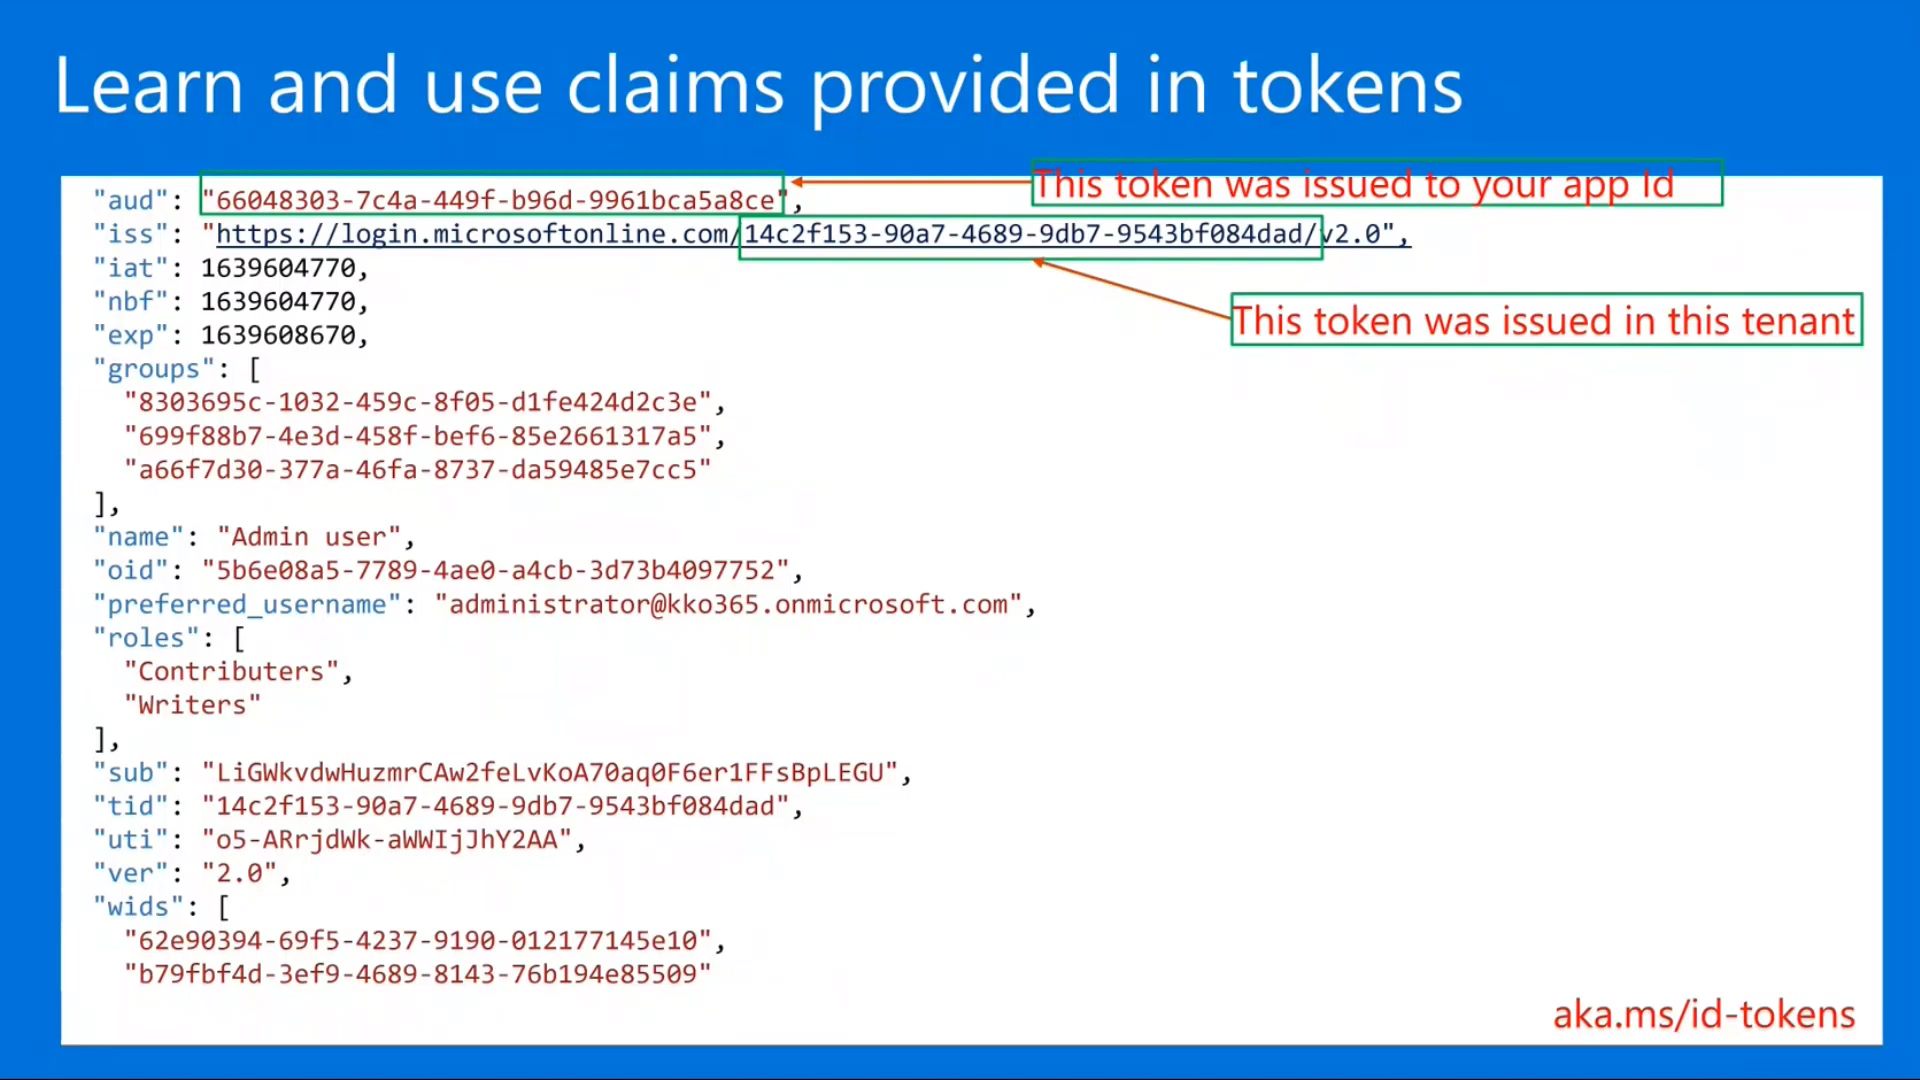 Learn and use claims provided in tokens
"aud": "66048303-7c4a-449f-b96d-9961bca5a8ce",
This token was issued to your app Id
"iss": "https://login.microsoftonline.com/14c2f153-90a7-4689-9db7-9543bf084dad/v2.0",
"iat": 1639604770,
"nbf": 1639604770,
This token was issued in this tenant
"exp": 1639608670,
"groups": [
"8303695c-1032-459c-8f05-d1fe424d2c3e",
"699f88b7-4e3d-458f-bef6-85e2661317a5",
"a66f7d30-377a-46fa-8737-da59485e7cc5"
],
"name": "Admin user",
"oid": "5b6e08a5-7789-4ae0-a4cb-3d73b4097752",
"preferred_username": "administrator@kko365.onmicrosoft.com",
"roles": [
"Contributers",
"Writers"
],
"sub": "LiGWkvdwHuzmrCAw2feLvKoA70aq0F6er1FFsBpLEGU",
"tid": "14c2f153-90a7-4689-9db7-9543bf084dad",
"uti": "o5-ARrjdWk-aWWIjJhY2AA",
"ver": "2.0",
"wids": [
"62e90394-69f5-4237-9190-012177145e10",
"b79fbf4d-3ef9-4689-8143-76b194e85509"
aka.ms/id-tokens